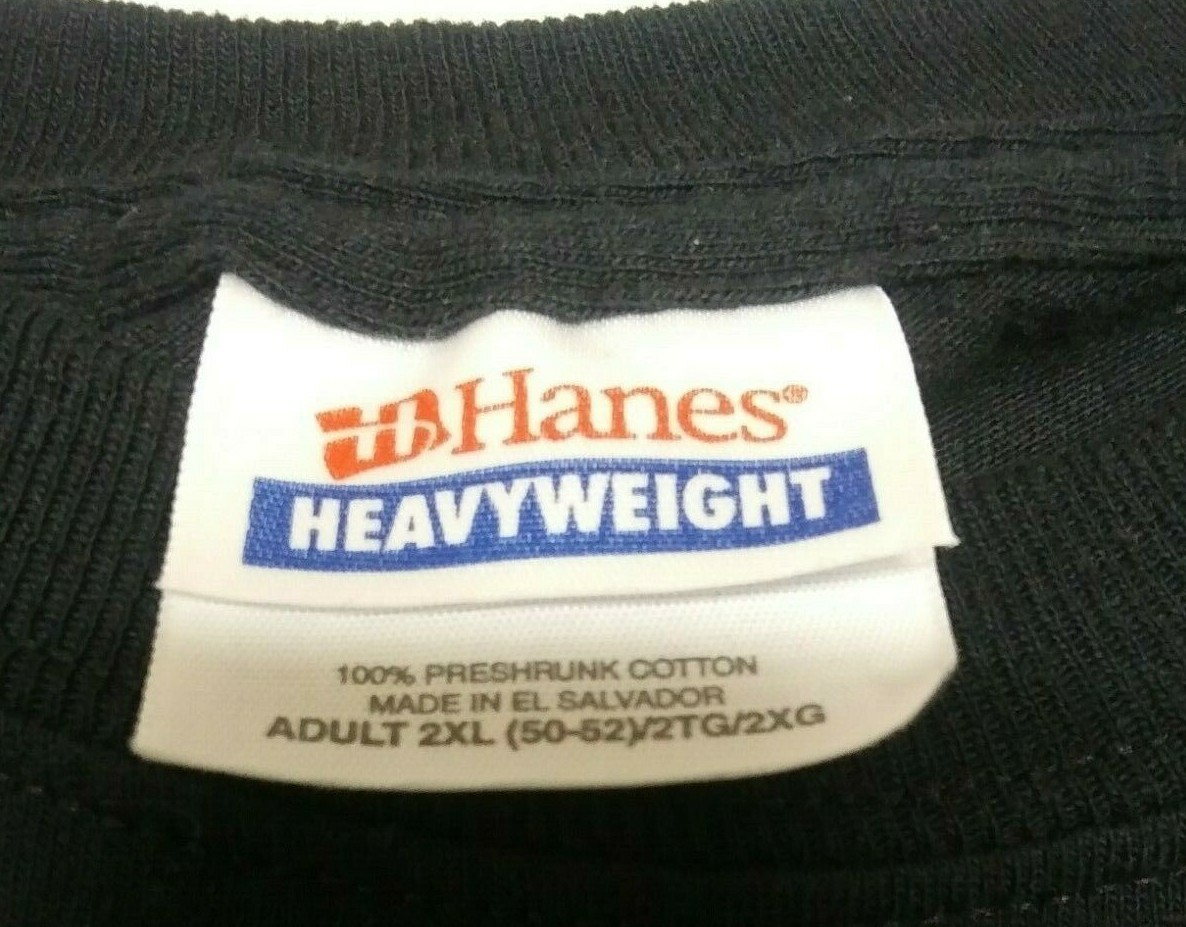 Hanes®
HEAVYWEIGHT
100% PRESHRUNK COTTON
MADE IN EL SALVADOR
ADULT 2XL (50-52)/2TG/2XG